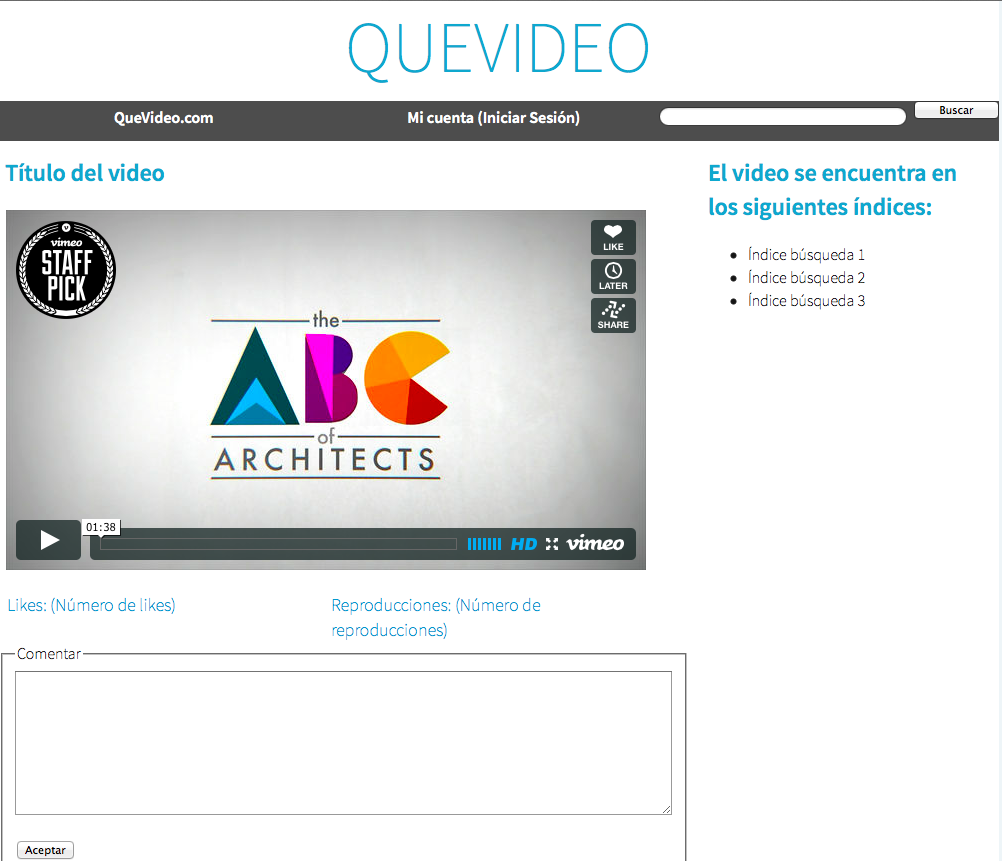 QUEVIDEO
QueVideo.com
Mi cuenta (Iniciar Sesión)
Buscar
Título del video
vimeo
STAFF
PICK
LIKE
LATER
SHARE
the
ABC
of
ARCHITECTS
01:38
HD
vimeo
Likes: (Número de likes)
Reproducciones: (Número de
reproducciones)
Comentar
Aceptar
El video se encuentra en
los siguientes índices:
Índice búsqueda 1
Índice búsqueda 2
Índice búsqueda 3